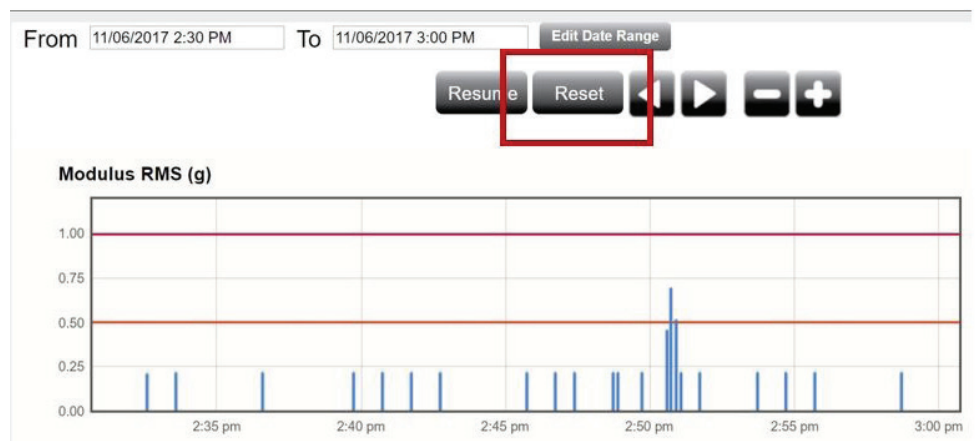 From 11/06/2017 2:30 PM To 11/06/2017 3:00 PM Edit Date Range
Resume Reset
Modulus RMS (g)
1.00
0.75
0.50
0.25
0.00
2:35 pm 2:40 pm 2:45 pm 2:50 pm 2:55 pm 3:00 pm